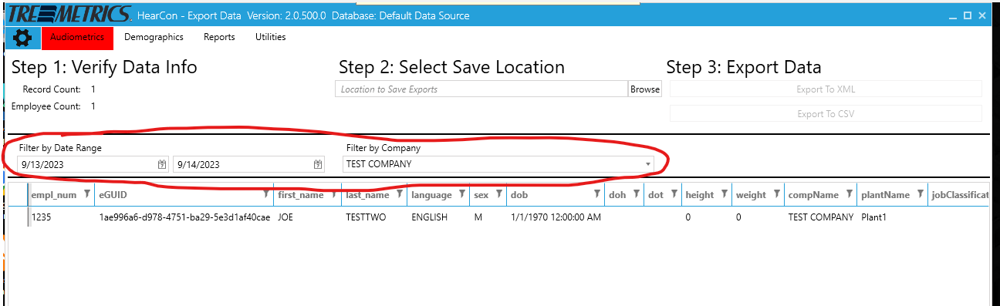 TREMETRICS. HearCon - Export Data Version: 2.0.500.0 Database: Default Data Source
Audiometrics Demographics Reports Utilities
Step 1: Verify Data Info Step 2: Select Save Location Step 3: Export Data
Record Count: 1 Location to Save Exports Browse Export To XML
Employee Count: 1 Export To CSV
Filter by Date Range Filter by Company
9/13/2023 9/14/2023 TEST COMPANY
empl_num eGUID first_name last_name language sex dob doh dot height weight compName plantName jobClassificat
1235 1ae996a6-d978-4751-ba29-5e3d1af40cae JOE TESTTWO ENGLISH M 1/1/1970 12:00:00 AM 0 0 TEST COMPANY Plant1